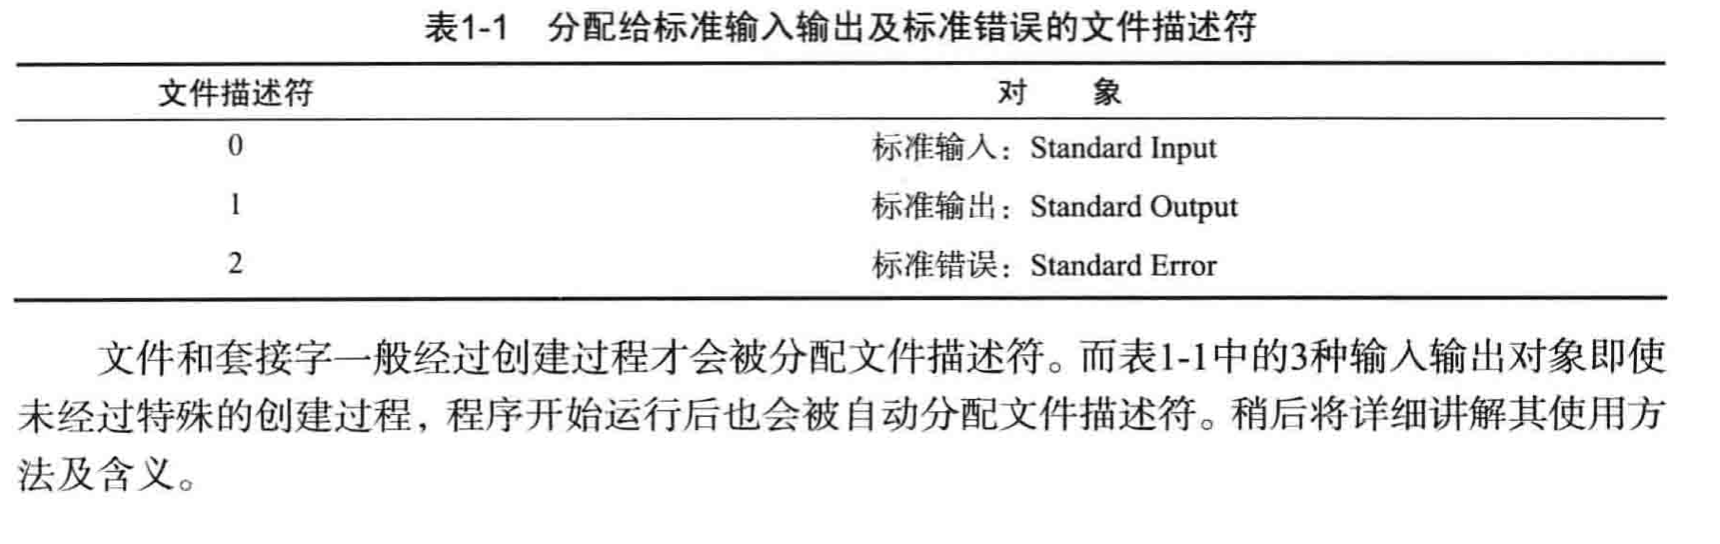 表1-1 分配给标准输入输出及标准错误的文件描述符
文件描述符 对 象
0 标准输入：Standard Input
1 标准输出：Standard Output
2 标准错误：Standard Error
文件和套接字一般经过创建过程才会被分配文件描述符。而表1-1中的3种输入输出对象即使
未经过特殊的创建过程，程序开始运行后也会被自动分配文件描述符。稍后将详细讲解其使用方
法及含义。